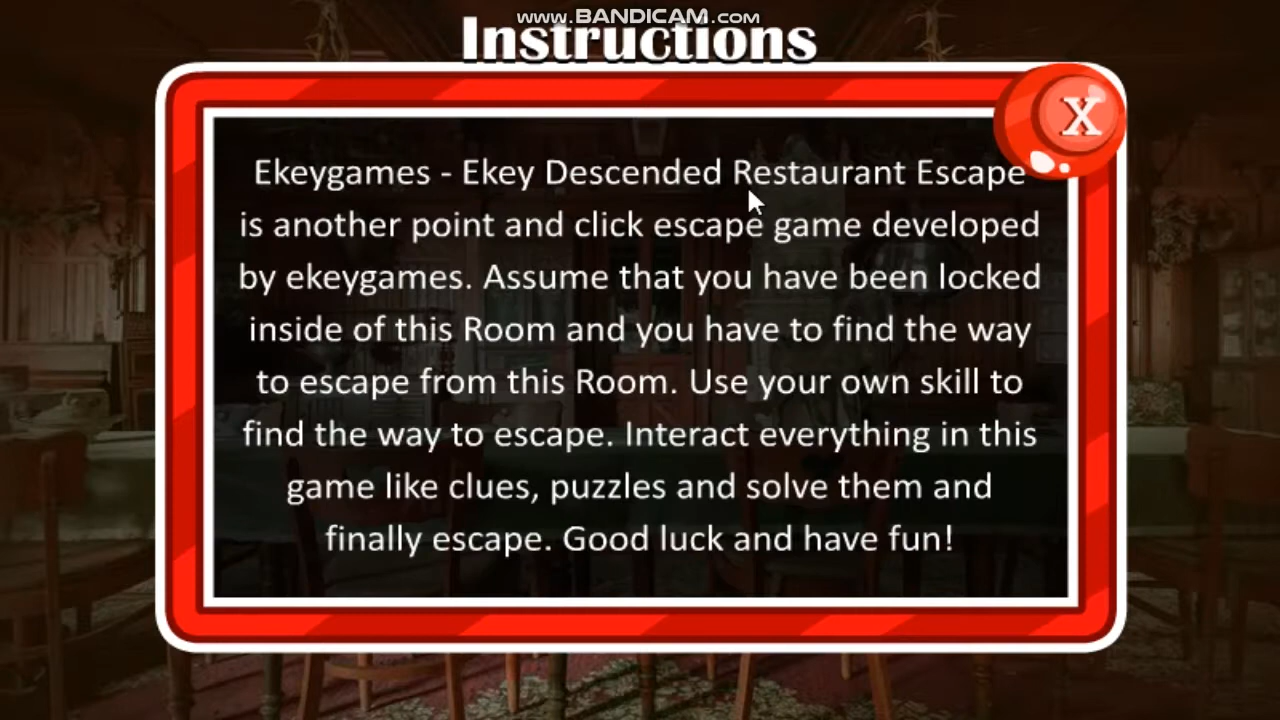 www.BANDICAM.com
Instructions
X
Ekeygames - Ekey Descended Restaurant Escape
is another point and click escape game developed
by ekeygames. Assume that you have been locked
inside of this Room and you have to find the way
to escape from this Room. Use your own skill to
find the way to escape. Interact everything in this
game like clues, puzzles and solve them and
finally escape. Good luck and have fun!